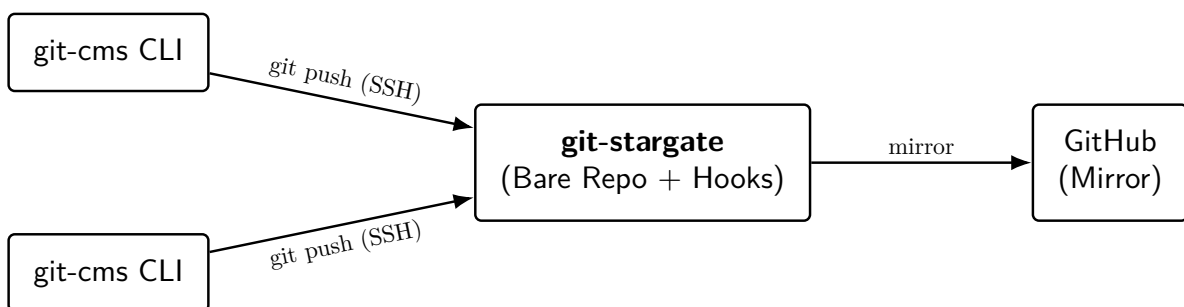 git-cms CLI
git push (SSH)
git-stargate
(Bare Repo + Hooks)
mirror
GitHub
(Mirror)
git push (SSH)
git-cms CLI